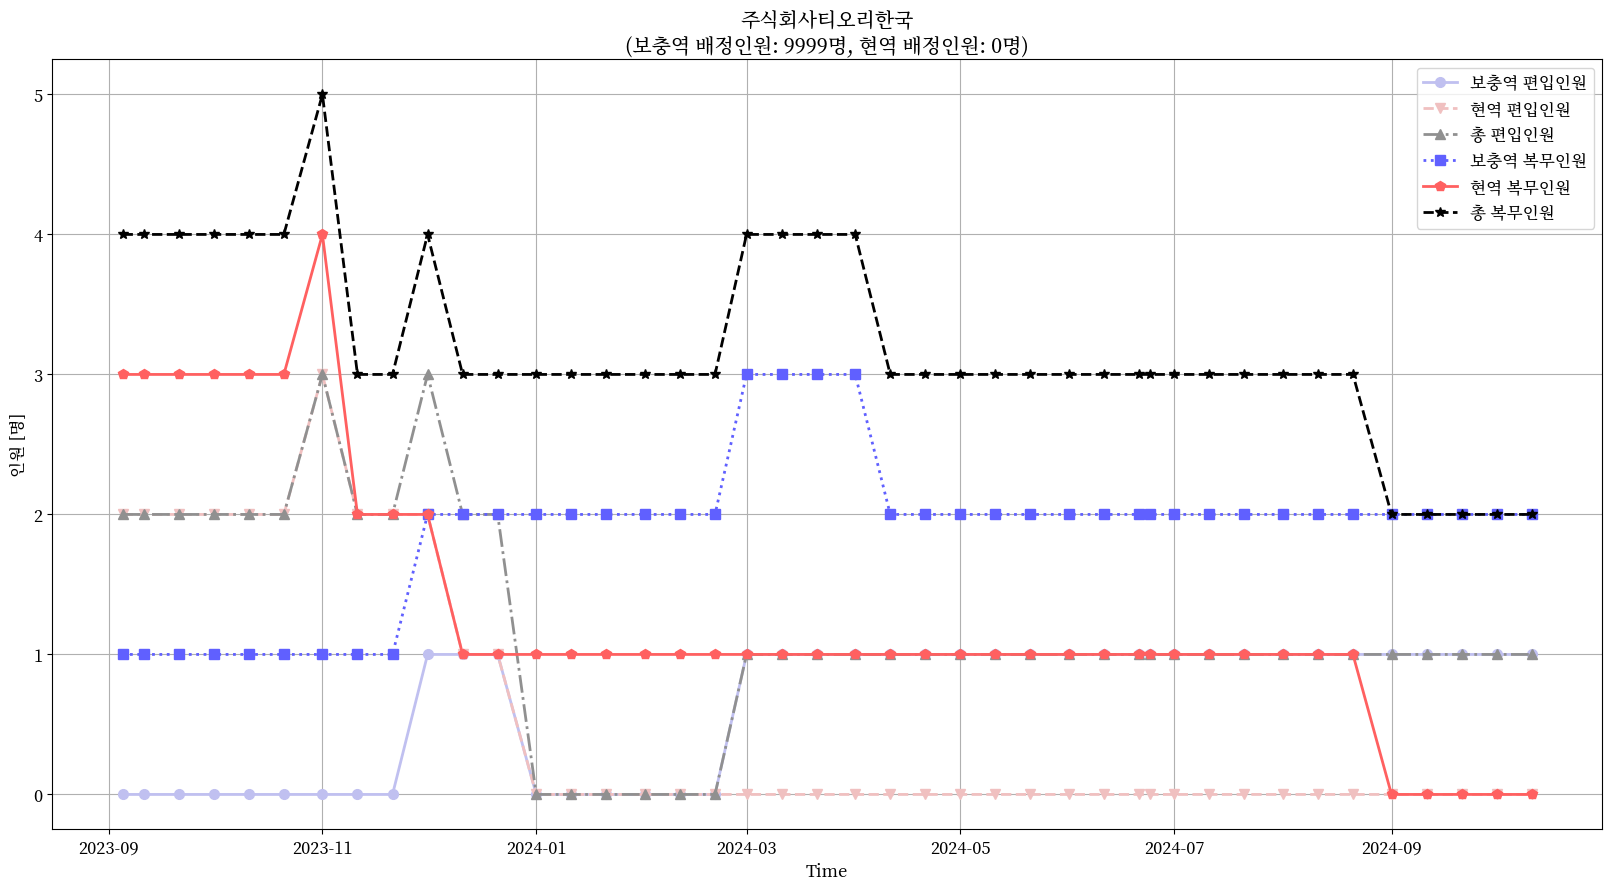 주식회사티오리한국
(보충역 배정인원: 9999명, 현역 배정인원: 0명)
보충역 편입인원
현역 편입인원
총 편입인원
보충역 복무인원
현역 복무인원
총 복무인원
인원 [명]
5
4
3
2
1
0
2023-09
2023-11
2024-01
2024-03
2024-05
2024-07
2024-09
Time